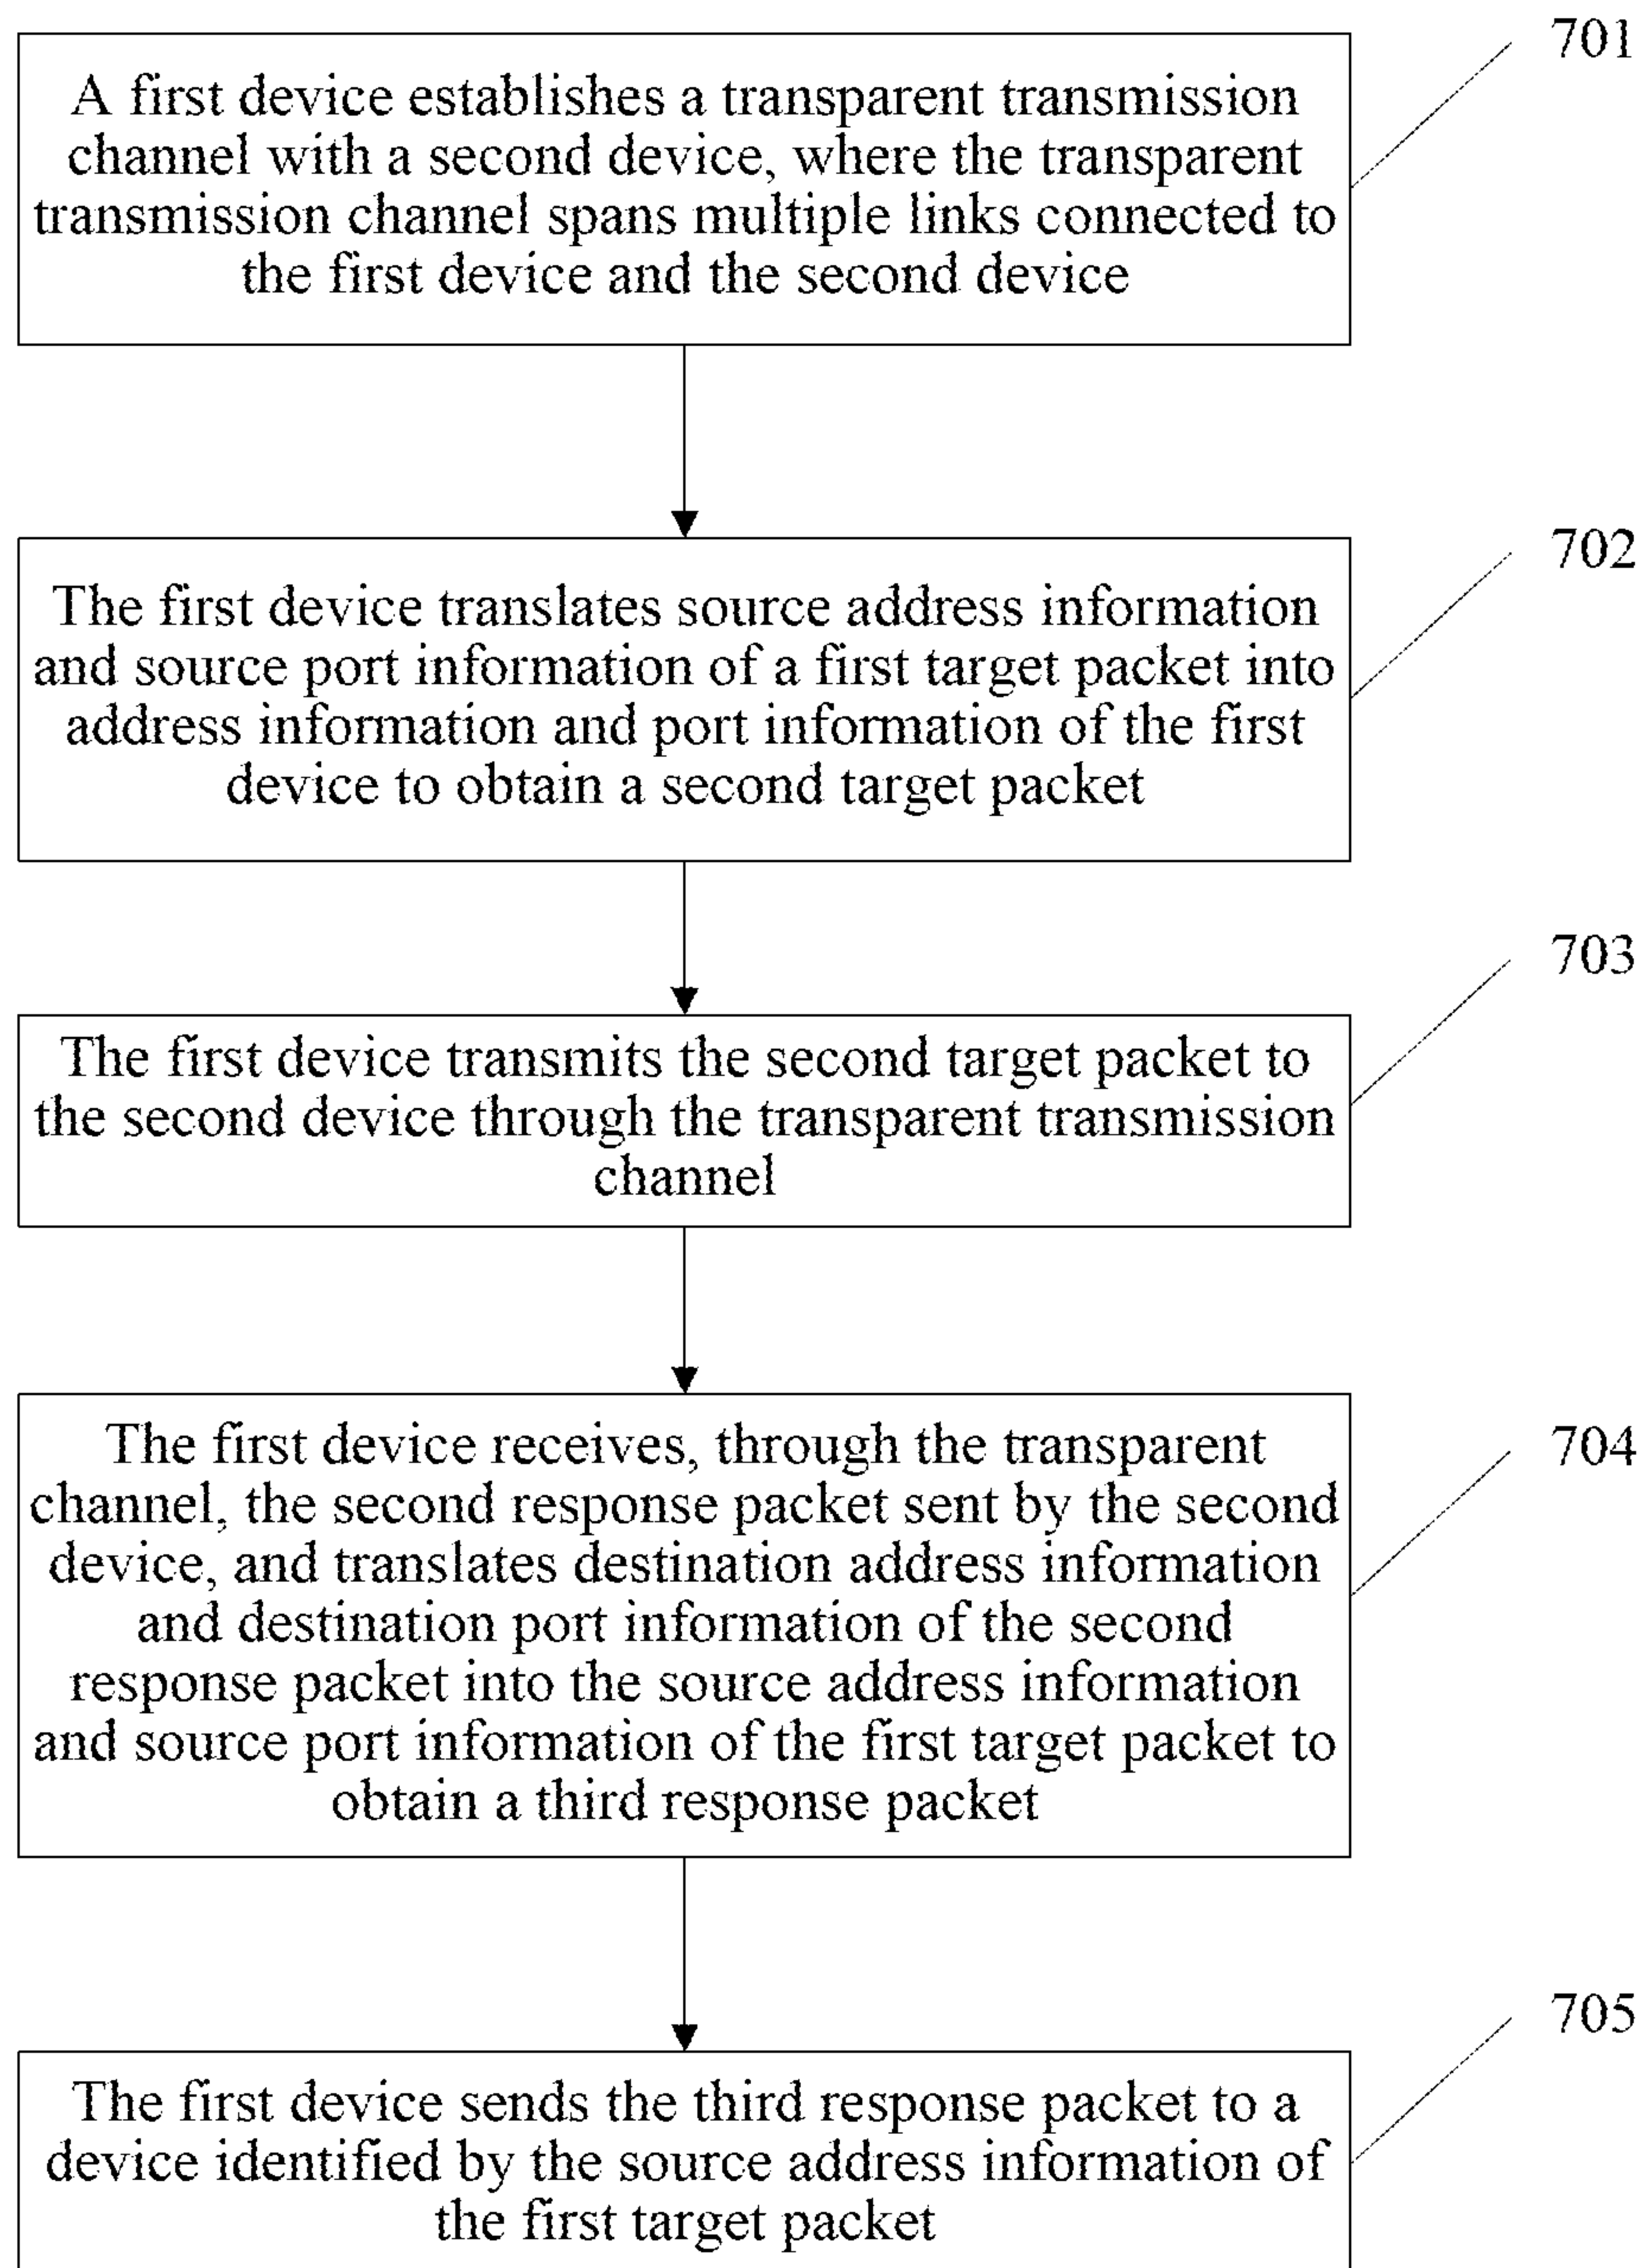 701
A first device establishes a transparent transmission
channel with a second device, where the transparent
transmission channel spans multiple links connected to
the first device and the second device
702
The first device translates source address information
and source port information of a first target packet into
address information and port information of the first
device to obtain a second target packet
703
The first device transmits the second target packet to
the second device through the transparent transmission
channel
704
The first device receives, through the transparent
channel, the second response packet sent by the second
device, and translates destination address information
and destination port information of the second
response packet into the source address information
and source port information of the first target packet to
obtain a third response packet
705
The first device sends the third response packet to a
device identified by the source address information of
the first target packet